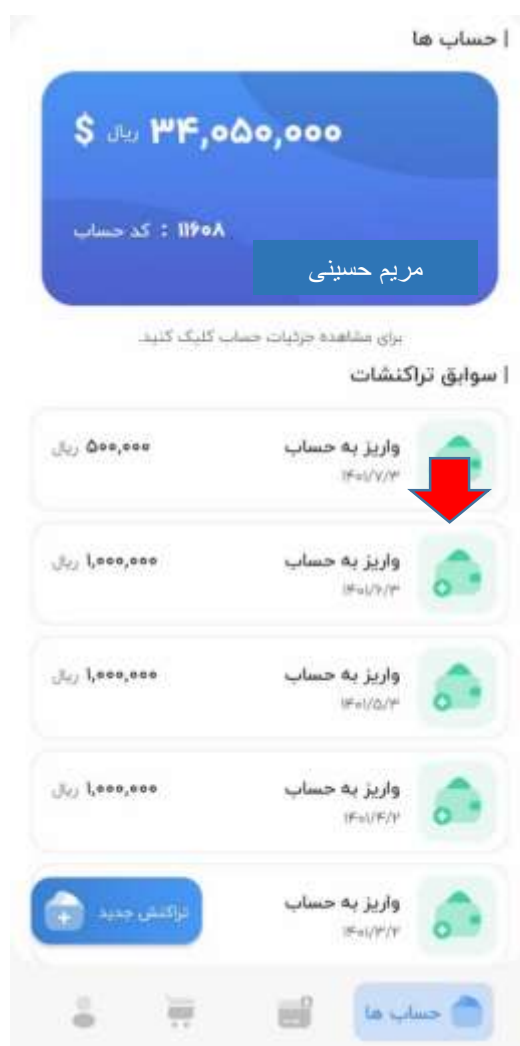 | حساب ها
۳۴,۰۵۰,۰۰۰ ریال $
کد حساب : ۱۱۶۰۸
مریم حسینی
برای مشاهده جزئیات حساب کلیک کنید.
| سوابق تراکنشات
واریز به حساب ۵۰۰,۰۰۰ ریال
۱۴۰۱/۷/۳
واریز به حساب ۱,۰۰۰,۰۰۰ ریال
۱۴۰۱/۶/۳
واریز به حساب ۱,۰۰۰,۰۰۰ ریال
۱۴۰۱/۵/۳
واریز به حساب ۱,۰۰۰,۰۰۰ ریال
۱۴۰۱/۴/۲
واریز به حساب
۱۴۰۱/۳/۲
تراکنش جدید
حساب ها